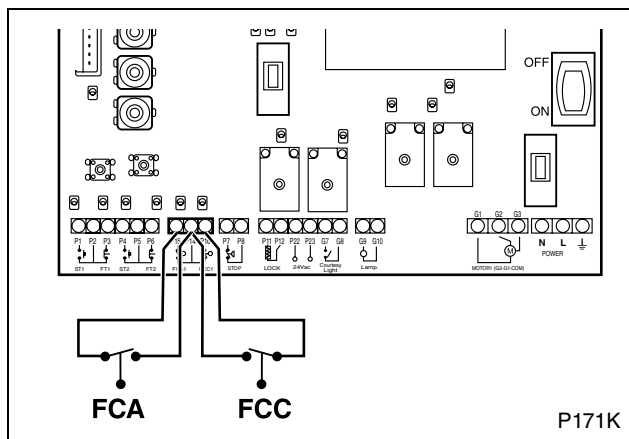 OFF
ON
P1 P2 P3 P4 P5 P6 P7 P8 P11 P12 P22 P23 G7 G8 G9 G10 G1 G2 G3
N L
M
ST1 FT1 ST2 FT2 STOP LOCK 24Vac Courtesy Light Lamp. MOTOR1 (G2-G1-COM) POWER
FCA FCC
P171K